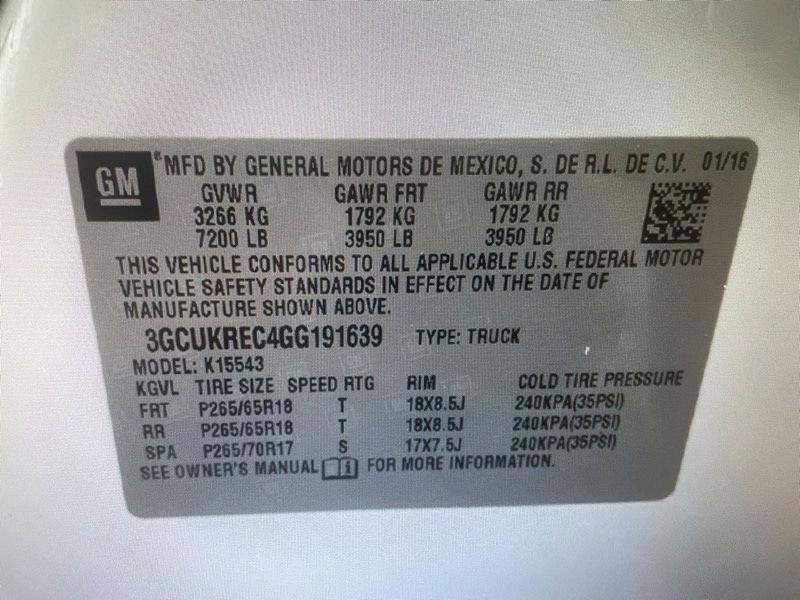 GM *MFD BY GENERAL MOTORS DE MEXICO, S. DE R.L. DE C.V. 01/16
GVWR GAWR FRT GAWR RR
3266 KG 1792 KG 1792 KG
7200 LB 3950 LB 3950 LB
THIS VEHICLE CONFORMS TO ALL APPLICABLE U.S. FEDERAL MOTOR
VEHICLE SAFETY STANDARDS IN EFFECT ON THE DATE OF
MANUFACTURE SHOWN ABOVE.
3GCUKREC4GG191639 TYPE: TRUCK
MODEL: K15543
KGVL TIRE SIZE SPEED RTG RIM COLD TIRE PRESSURE
FRT P265/65R18 T 18X8.5J 240KPA(35PSI)
RR P265/65R18 T 18X8.5J 240KPA(35PSI)
SPA P265/70R17 S 17X7.5J 240KPA(35PSI)
SEE OWNER'S MANUAL i FOR MORE INFORMATION.